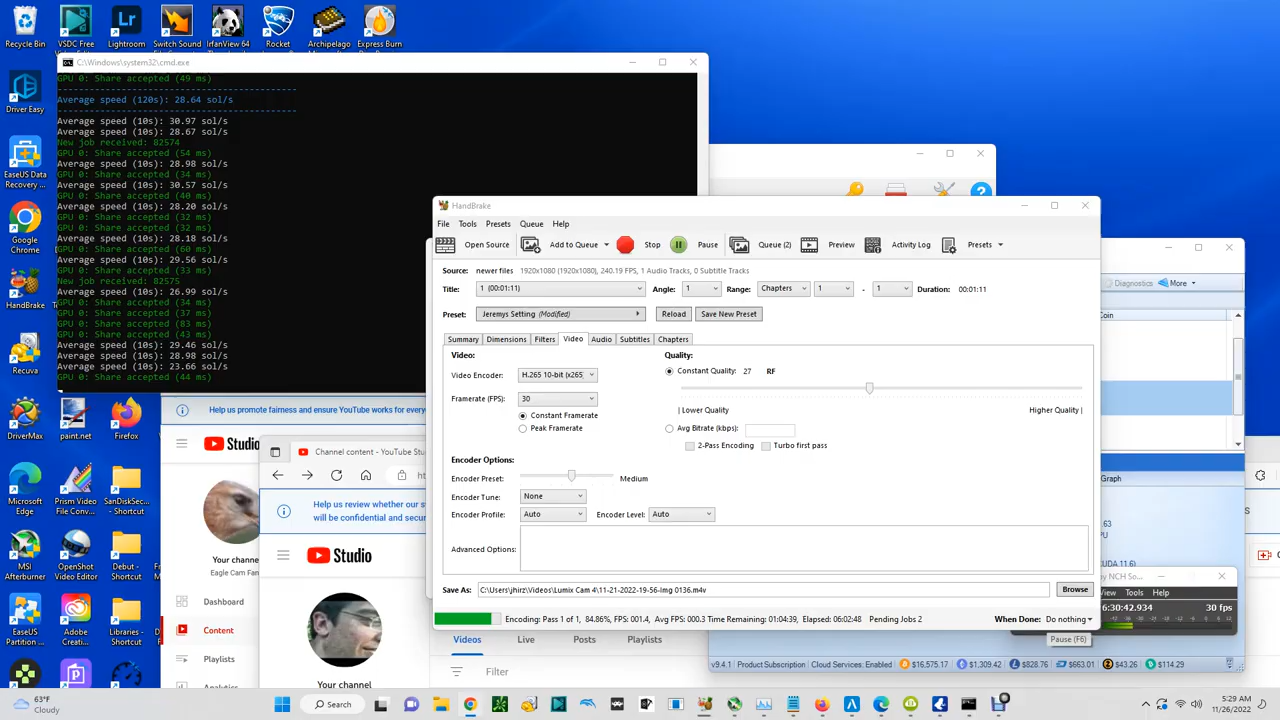 Recycle Bin
VSDC Free
Video Edit...
Lightroom
Switch Sound
IrfanView 64
Rocket
Archipelago
Express Burn
C:\Windows\system32\cmd.exe
GPU 0: Share accepted (49 ms)
Average speed (120s): 28.64 sol/s
Average speed (10s): 30.97 sol/s
Average speed (10s): 28.67 sol/s
New job received: 82574
GPU 0: Share accepted (54 ms)
Average speed (10s): 28.98 sol/s
GPU 0: Share accepted (34 ms)
Average speed (10s): 30.57 sol/s
GPU 0: Share accepted (40 ms)
Average speed (10s): 28.20 sol/s
GPU 0: Share accepted (32 ms)
GPU 0: Share accepted (32 ms)
Average speed (10s): 28.18 sol/s
GPU 0: Share accepted (60 ms)
Average speed (10s): 29.56 sol/s
GPU 0: Share accepted (33 ms)
New job received: 82575
Average speed (10s): 26.99 sol/s
GPU 0: Share accepted (34 ms)
GPU 0: Share accepted (37 ms)
GPU 0: Share accepted (83 ms)
GPU 0: Share accepted (43 ms)
Average speed (10s): 29.46 sol/s
Average speed (10s): 28.98 sol/s
Average speed (10s): 23.66 sol/s
GPU 0: Share accepted (44 ms)
Driver Easy
EaseUS Data
Recovery ...
Google
Chrome
HandBrake
Recuva
DriverMax
paint.net
Firefox
Microsoft
Edge
Prism Video
File Conv...
SanDiskSec...
- Shortcut
MSI
Afterburner
OpenShot
Video Editor
Debut -
Shortcut
EaseUS
Partition ...
Adobe
Creati...
Libraries -
Shortcut
HandBrake
File Tools Presets Queue Help
Open Source Add to Queue Stop Pause Queue (2) Preview Activity Log Presets
Source: newer files 1920x1080 (1920x1080), 240.19 FPS, 1 Audio Tracks, 0 Subtitle Tracks
Title: 1 (00:01:11) Angle: 1 Range: Chapters 1 - 1 Duration: 00:01:11
Preset: Jeremys Setting (Modified) Reload Save New Preset
Summary Dimensions Filters Video Audio Subtitles Chapters
Video: Quality:
Video Encoder: H.265 10-bit (x265) Constant Quality: 27 RF
Framerate (FPS): 30
| Lower Quality Higher Quality |
Constant Framerate
Peak Framerate Avg Bitrate (kbps):
2-Pass Encoding Turbo first pass
Encoder Options:
Encoder Preset: Medium
Encoder Tune: None
Encoder Profile: Auto Encoder Level: Auto
Advanced Options:
Save As: C:\Users\jhirz\Videos\Lumix Cam 4\11-21-2022-19-56-Img 0136.m4v Browse
Encoding: Pass 1 of 1, 84.86%, FPS: 001.4, Avg FPS: 000.3 Time Remaining: 01:04:39, Elapsed: 06:02:48 Pending Jobs 2 When Done: Do nothing
Pause (F6)
Diagnostics More
Coin
Graph
CUDA 11.6)
by NCH So...
View Tools Help
6:30:42.934 30 fps
Help us promote fairness and ensure YouTube works for every
Studio
Channel content - YouTube Stu
Help us review whether our s
will be confidential and secur
Studio
Your channel
Eagle Cam Fan
Dashboard
Content
Playlists
Analytics
Your channel
Videos Live Posts Playlists
Filter
v9.4.1 Product Subscription Cloud Services: Enabled $16,575.17 $1,309.42 $828.76 $663.01 $43.26 $114.29
63°F
Cloudy
Search
5:29 AM
11/26/2022